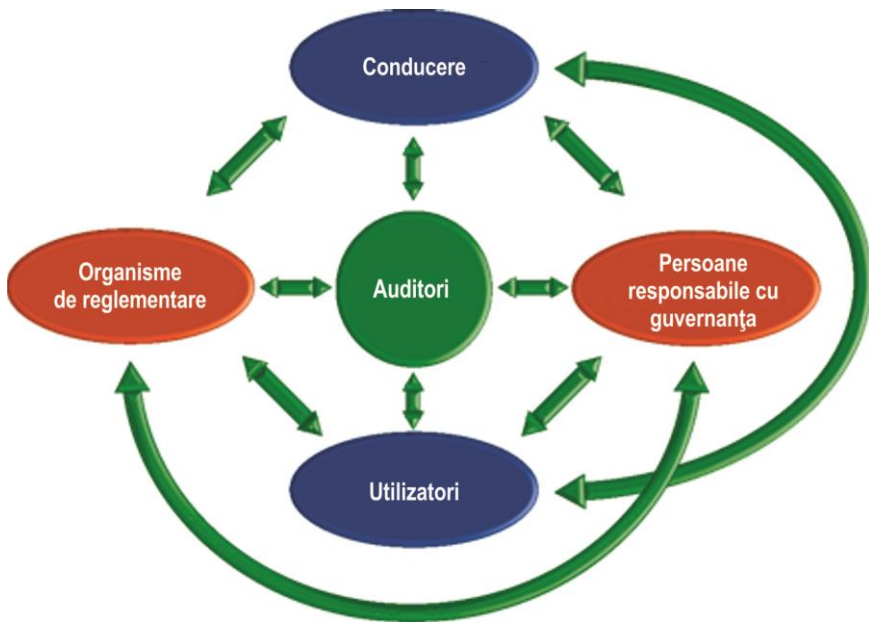 Conducere
Organisme
de reglementare
Auditori
Persoane
responsabile cu
guvernanţa
Utilizatori